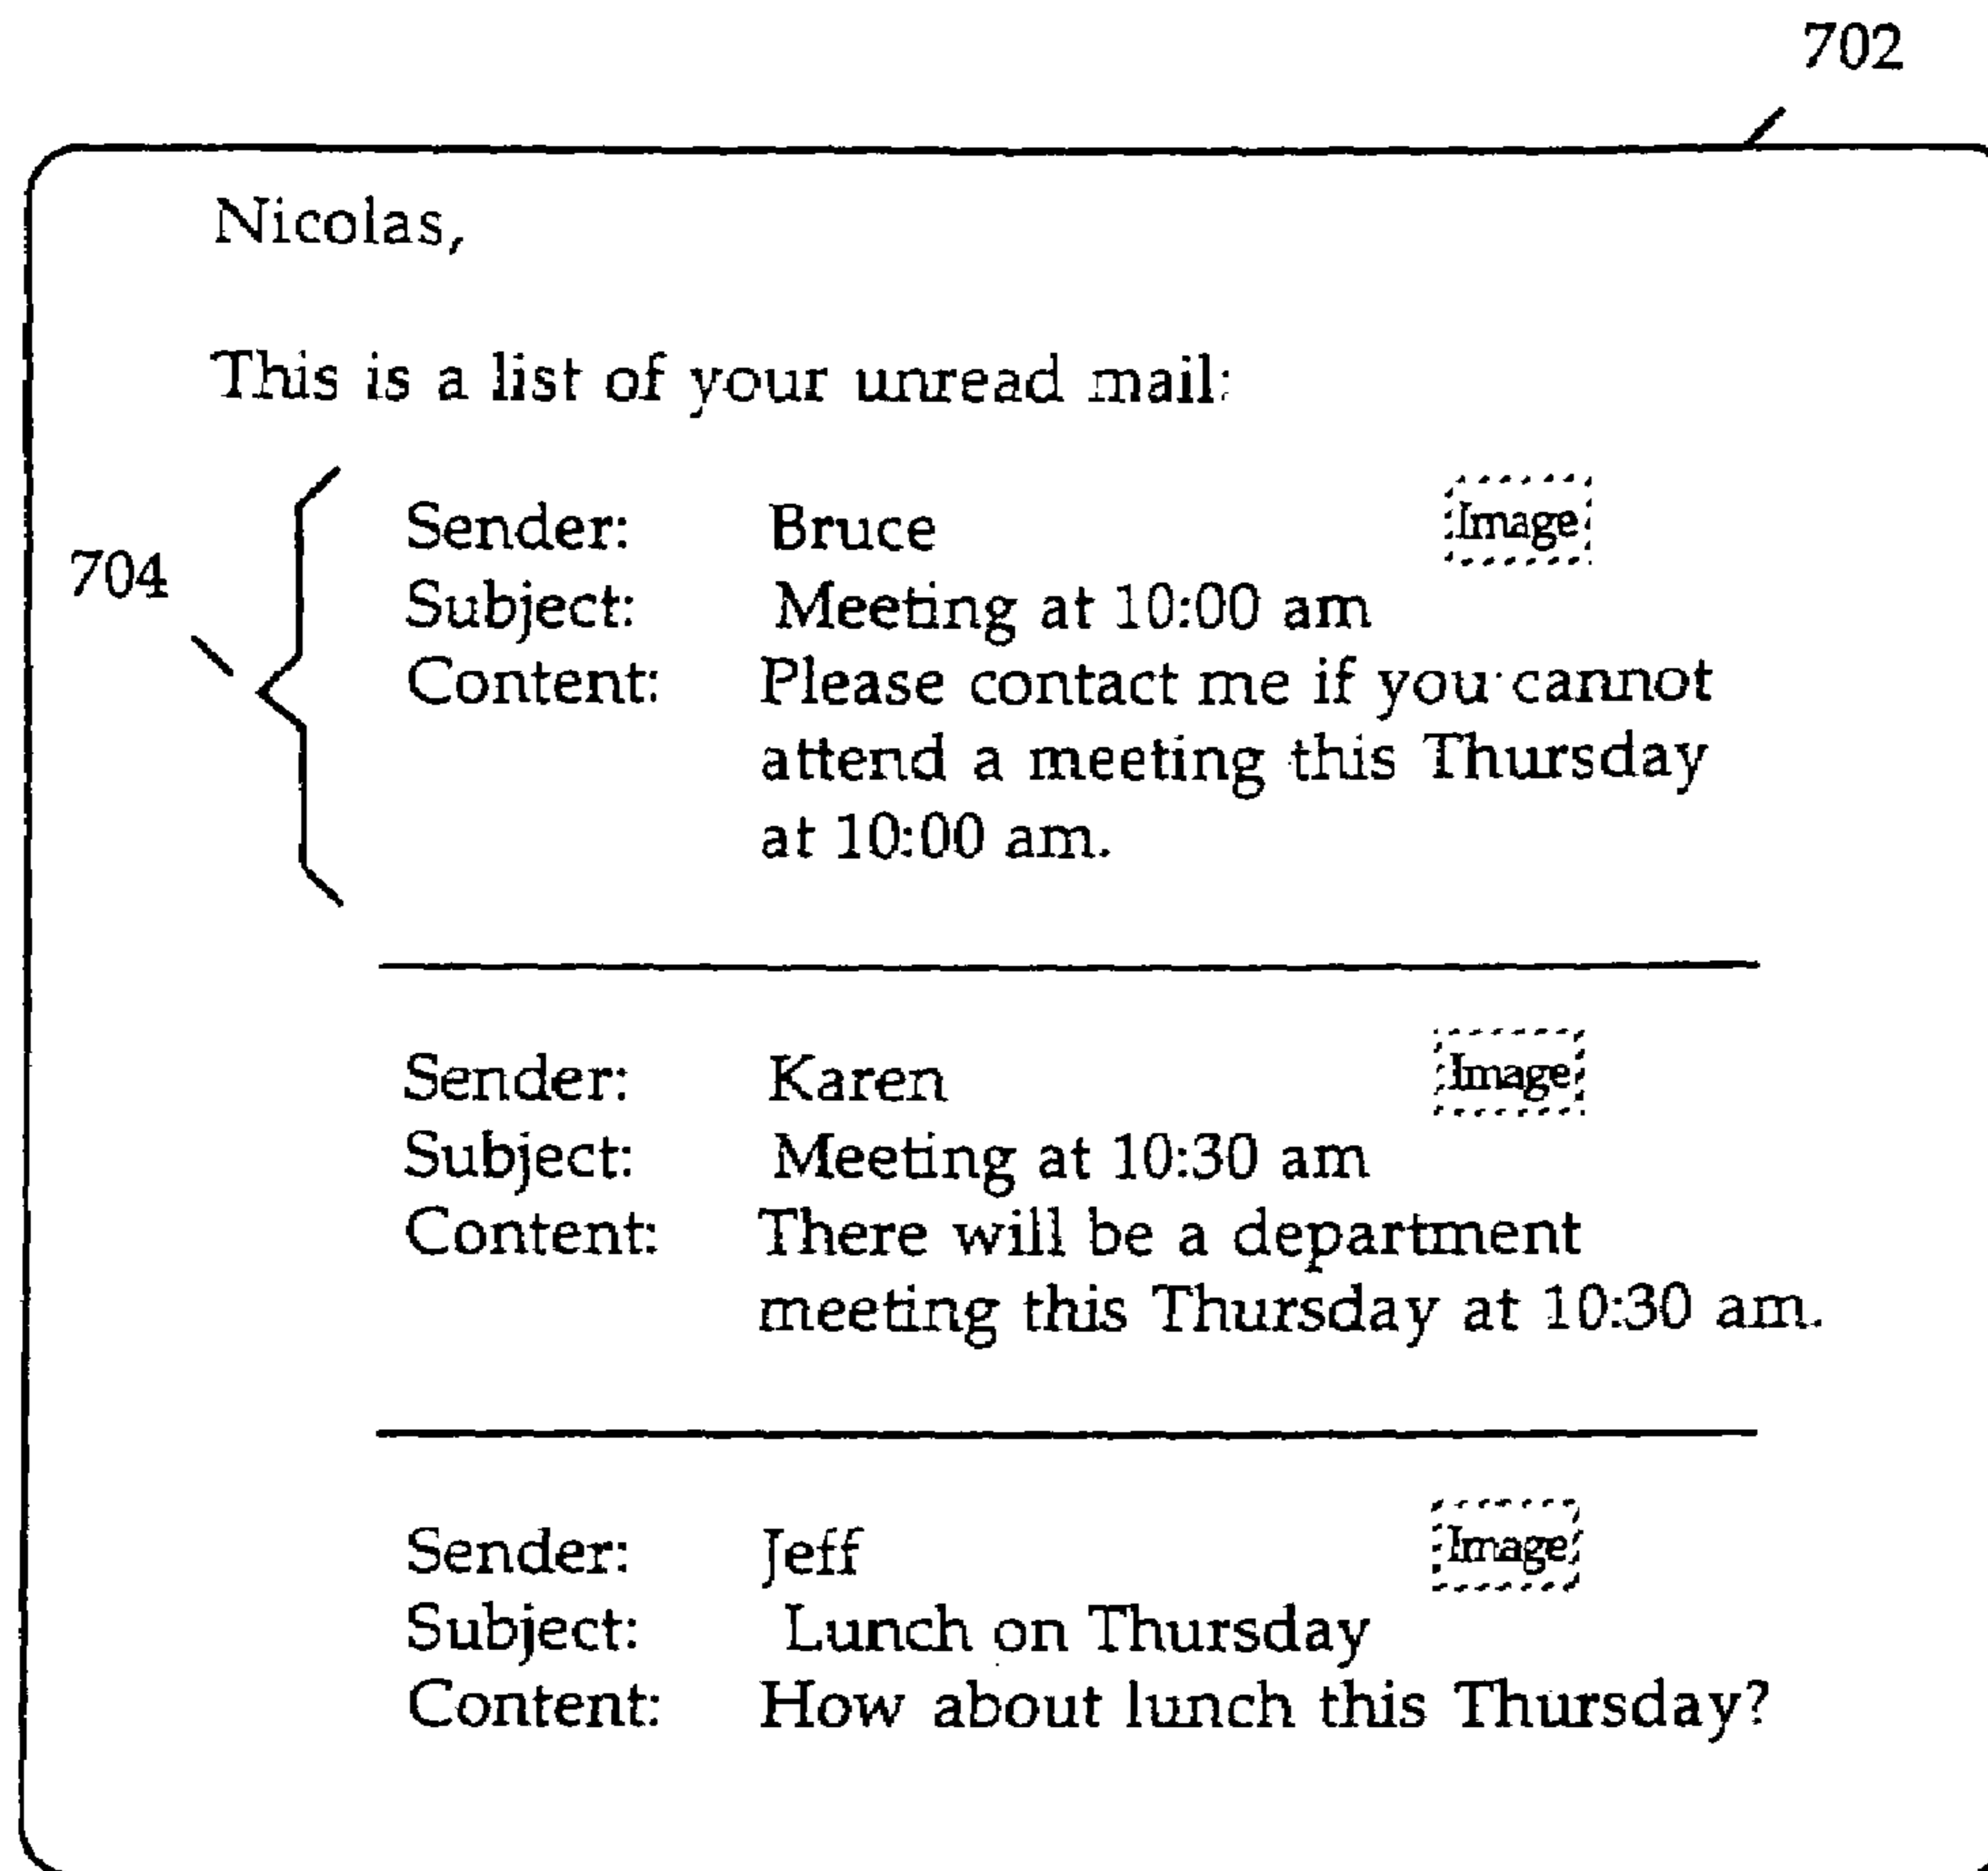 702
Nicolas,
This is a list of your unread mail:
704
Sender: Bruce Image
Subject: Meeting at 10:00 am
Content: Please contact me if you cannot
attend a meeting this Thursday
at 10:00 am.
Sender: Karen Image
Subject: Meeting at 10:30 am
Content: There will be a department
meeting this Thursday at 10:30 am.
Sender: Jeff Image
Subject: Lunch on Thursday
Content: How about lunch this Thursday?